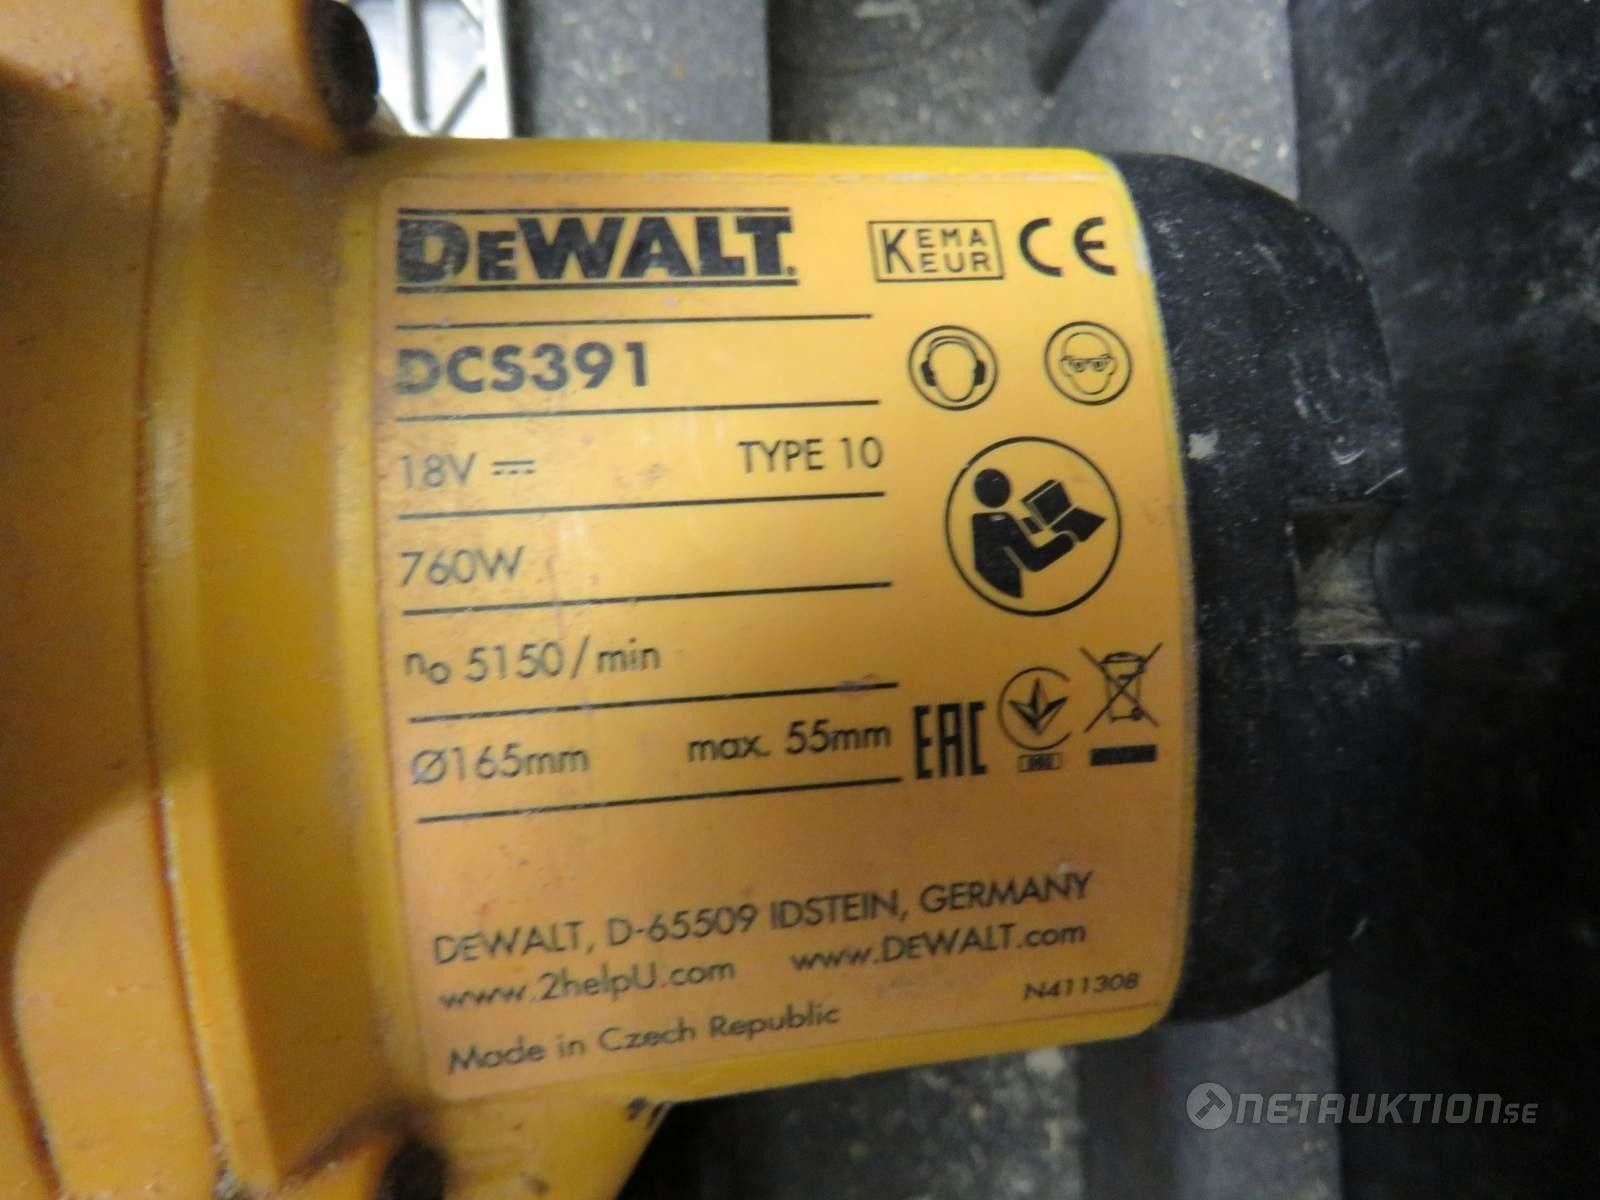 DEWALT
KEMA
KEUR
CE
DCS391
18V TYPE 10
760W
n₀ 5150/min
Ø165mm max. 55mm
EAC
DEWALT, D-65509 IDSTEIN, GERMANY
www.2helpU.com www.DEWALT.com
N411308
Made in Czech Republic
NETAUKTION.SE